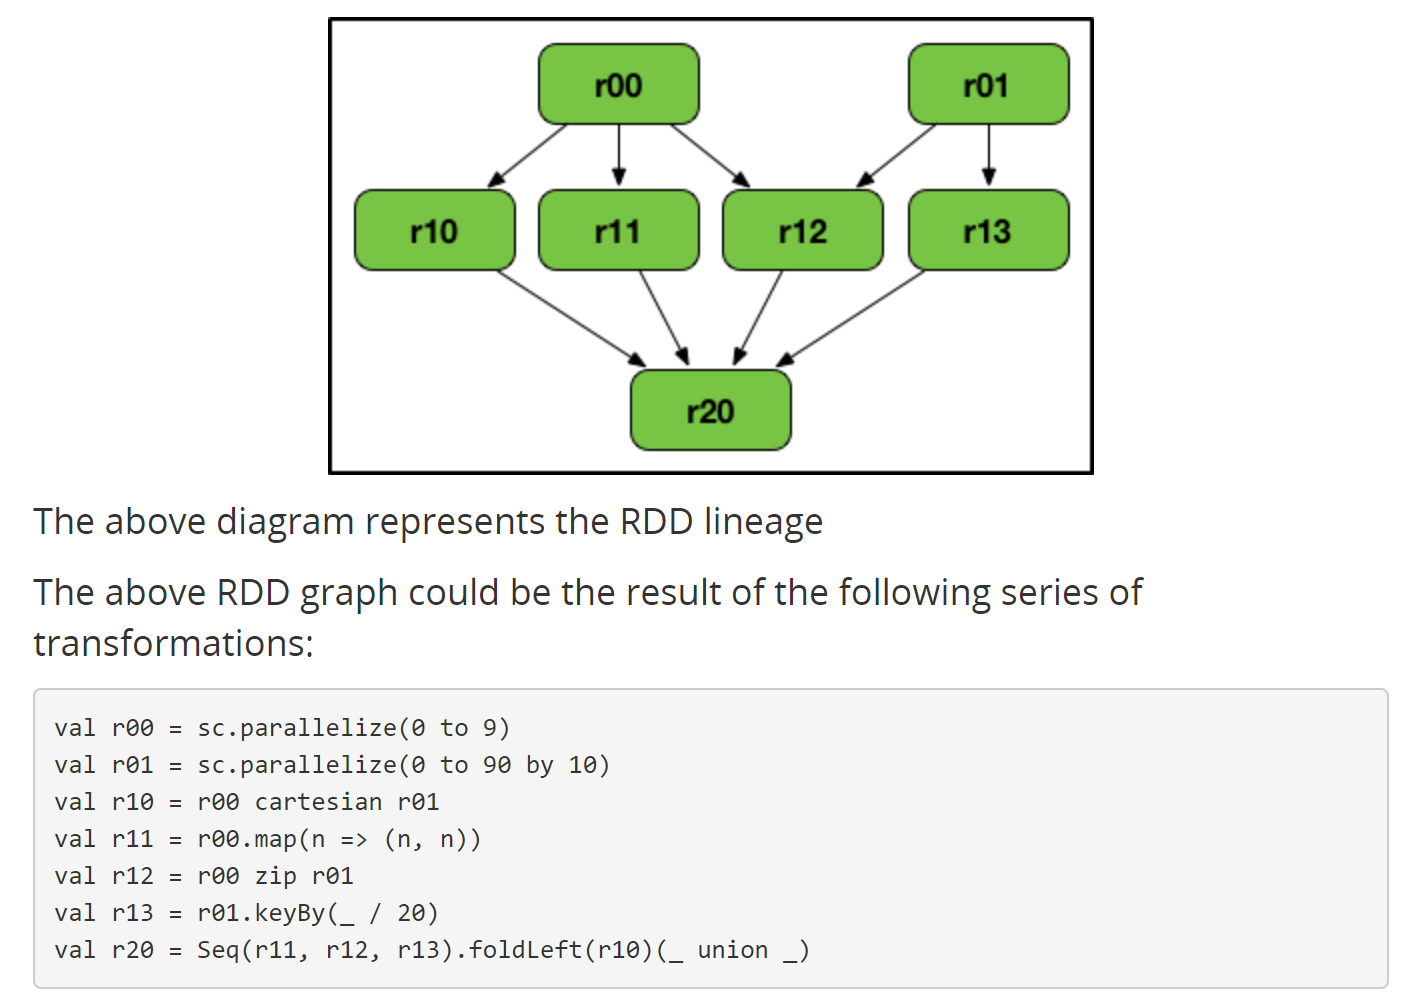 r00 r01
r10 r11 r12 r13
r20
The above diagram represents the RDD lineage
The above RDD graph could be the result of the following series of
transformations:
val r00 = sc.parallelize(0 to 9)
val r01 = sc.parallelize(0 to 90 by 10)
val r10 = r00 cartesian r01
val r11 = r00.map(n => (n, n))
val r12 = r00 zip r01
val r13 = r01.keyBy(_ / 20)
val r20 = Seq(r11, r12, r13).foldLeft(r10)(_ union _)